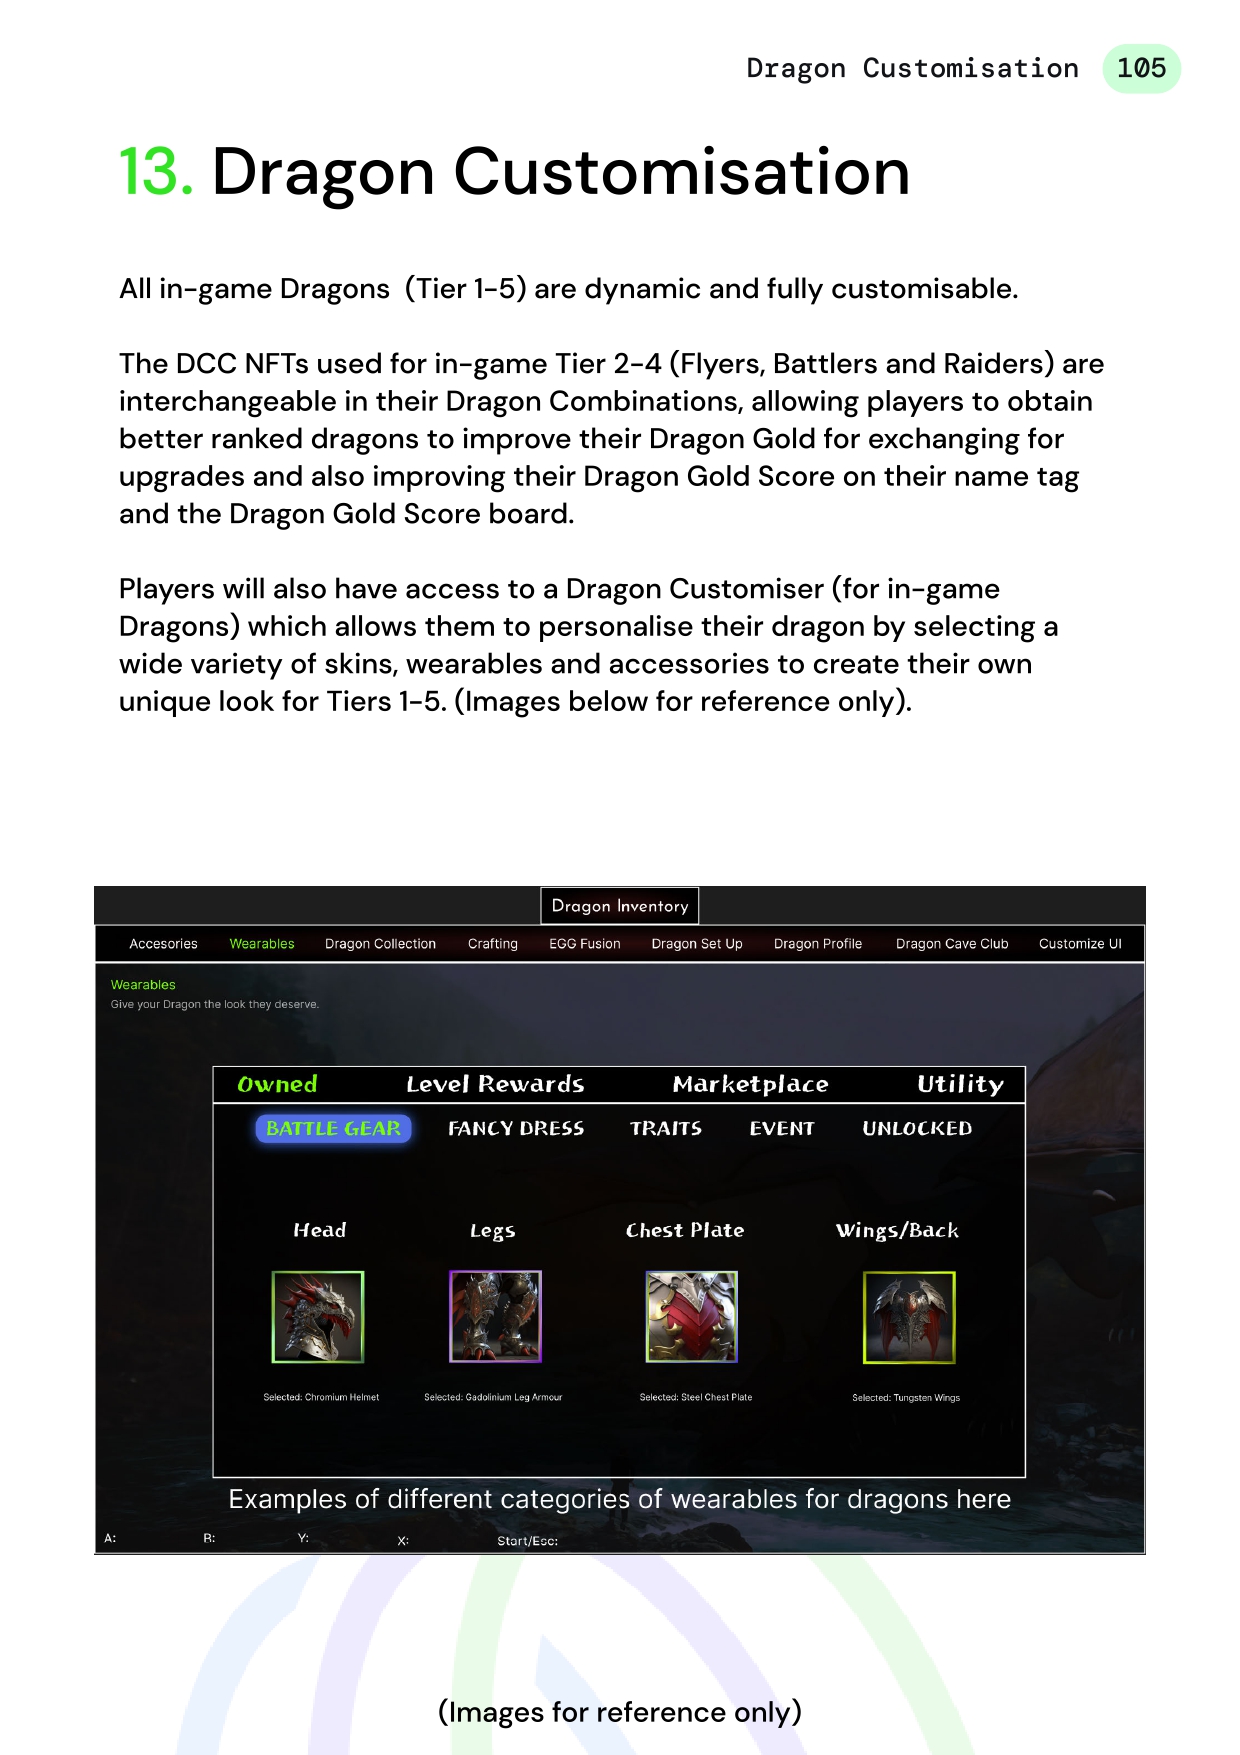 Dragon Customisation 105
13. Dragon Customisation
All in-game Dragons (Tier 1-5) are dynamic and fully customisable.
The DCC NFTs used for in-game Tier 2-4 (Flyers, Battlers and Raiders) are
interchangeable in their Dragon Combinations, allowing players to obtain
better ranked dragons to improve their Dragon Gold for exchanging for
upgrades and also improving their Dragon Gold Score on their name tag
and the Dragon Gold Score board.
Players will also have access to a Dragon Customiser (for in-game
Dragons) which allows them to personalise their dragon by selecting a
wide variety of skins, wearables and accessories to create their own
unique look for Tiers 1-5. (Images below for reference only).
Dragon Inventory
Accesories Wearables Dragon Collection Crafting EGG Fusion Dragon Set Up Dragon Profile Dragon Cave Club Customize UI
Wearables
Give your Dragon the look they deserve.
Owned Level Rewards Marketplace Utility
BATTLE GEAR FANCY DRESS TRAITS EVENT UNLOCKED
Head Legs Chest Plate Wings/Back
Selected: Chromium Helmet Selected: Gadolinium Leg Armour Selected: Steel Chest Plate Selected: Tungsten Wings
Examples of different categories of wearables for dragons here
A: B: Y: X: Start/Esc:
(Images for reference only)